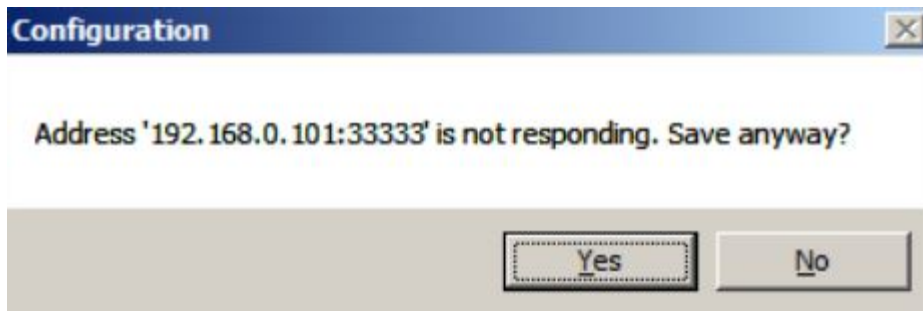 Configuration
Address '192.168.0.101:33333' is not responding. Save anyway?
Yes
No